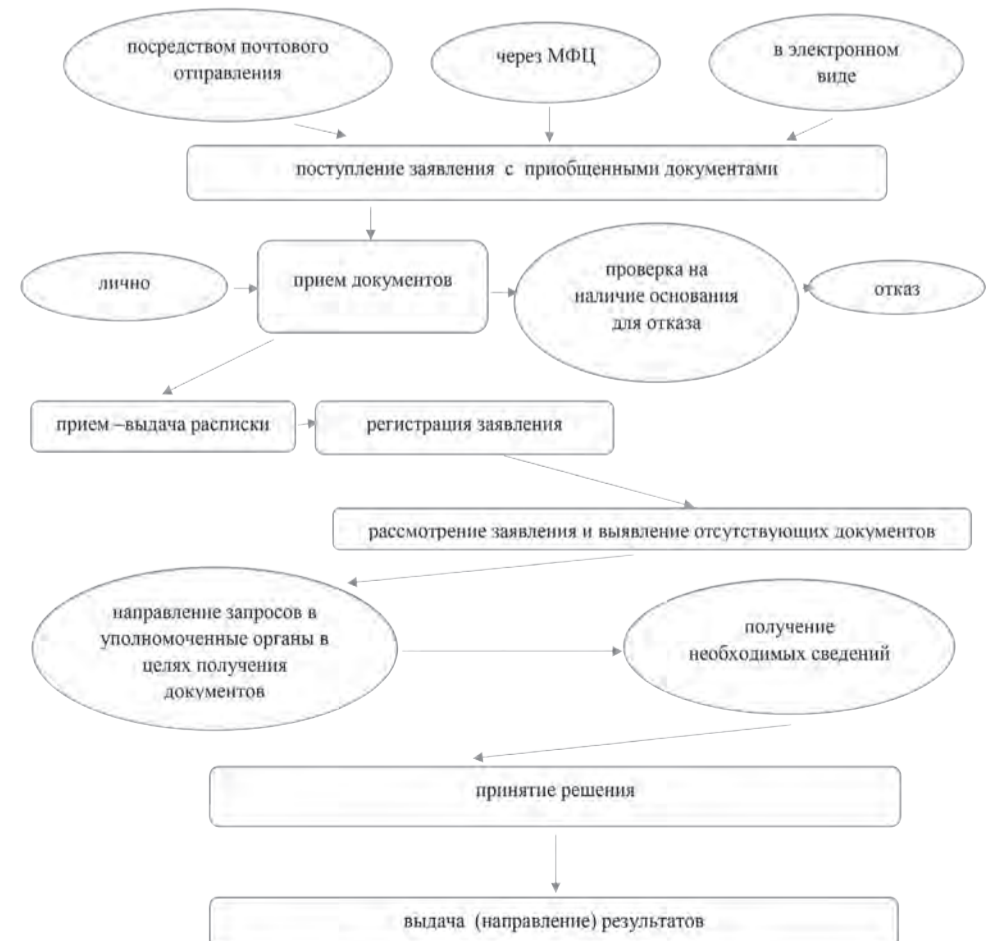 посредством почтового
отправления
через МФЦ
в электронном
виде
поступление заявления с приобщенными документами
лично
прием документов
проверка на
наличие основания
для отказа
отказ
прием –выдача расписки
регистрация заявления
рассмотрение заявления и выявление отсутствующих документов
направление запросов в
уполномоченные органы в
целях получения
документов
получение
необходимых сведений
принятие решения
выдача (направление) результатов